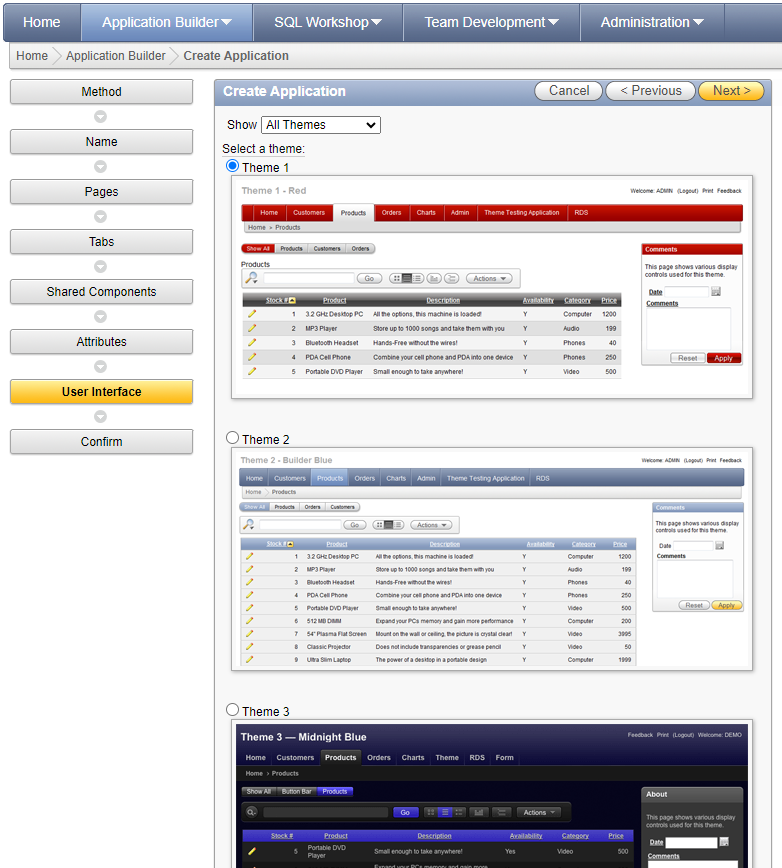 Home Application Builder SQL Workshop Team Development Administration
Home Application Builder Create Application
Method
Name
Pages
Tabs
Shared Components
Attributes
User Interface
Confirm
Create Application Cancel < Previous Next >
Show All Themes
Select a theme:
Theme 1
Theme 1 - Red Welcome: ADMIN (Logout) Print Feedback
Home Customers Products Orders Charts Admin Theme Testing Application RDS
Home > Products
Show All Products Customers Orders
Products
Go Actions
Stock # Product Description Availability Category Price
1 3.2 GHz Desktop PC All the options, this machine is loaded! Y Computer 1200
2 MP3 Player Store up to 1000 songs and take them with you Y Audio 199
3 Bluetooth Headset Hands-Free without the wires! Y Phones 40
4 PDA Cell Phone Combine your cell phone and PDA into one device Y Phones 250
5 Portable DVD Player Small enough to take anywhere! Y Video 500
Comments
This page shows various display
controls used for this theme.
Date
Comments
Reset Apply
Theme 2
Theme 2 - Builder Blue Welcome: ADMIN (Logout) Print Feedback
Home Customers Products Orders Charts Admin Theme Testing Application RDS
Home Products
Show All Products Orders Customers
Go Actions
Stock # Product Description Availability Category Price
1 3.2 GHz Desktop PC All the options, this machine is loaded! Y Computer 1200
2 MP3 Player Store up to 1000 songs and take them with you Y Audio 199
3 Bluetooth Headset Hands-Free without the wires! Y Phones 40
4 PDA Cell Phone Combine your cell phone and PDA into one device Y Phones 250
5 Portable DVD Player Small enough to take anywhere! Y Video 500
6 512 MB DIMM Expand your PCs memory and gain more performance Y Computer 200
7 54" Plasma Flat Screen Mount on the wall or ceiling, the picture is crystal clear! Y Video 3995
8 Classic Projector Does not include transparencies or grease pencil Y Video 50
9 Ultra Slim Laptop The power of a desktop in a portable design Y Computer 1999
Comments
This page shows various display
controls used for this theme.
Date
Comments
Reset Apply
Theme 3
Theme 3 — Midnight Blue Feedback Print (Logout) Welcome: DEMO
Home Customers Products Orders Charts Theme RDS Form
Home > Products
Show All Button Bar Products
Go Actions
Stock # Product Description Availability Category Price
5 Portable DVD Player Small enough to take anywhere! Yes Video 500
Expand your PCs memory and gain more
About
This page shows various display
controls used for this theme.
Date
Comments